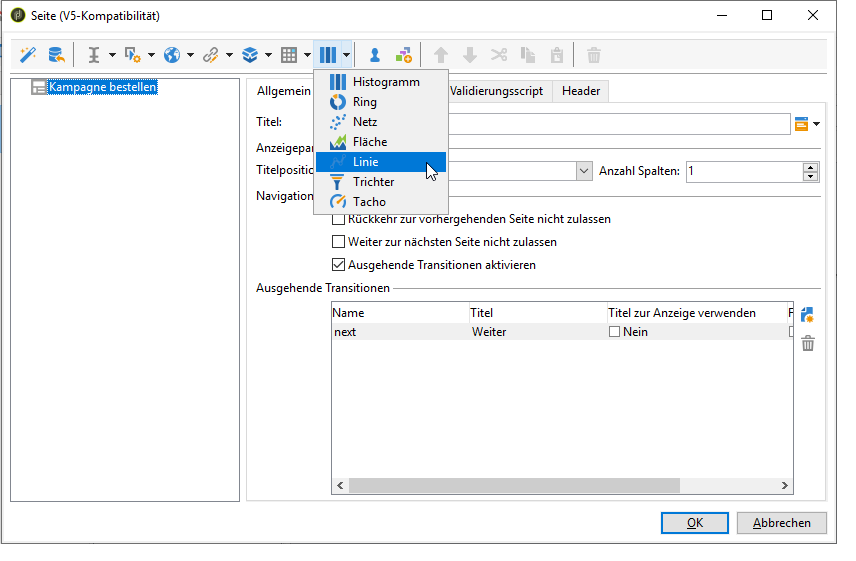 Seite (V5-Kompatibilität)
Kampagne bestellen
Allgemein
Validierungsscript
Header
Histogramm
Ring
Netz
Fläche
Linie
Trichter
Tacho
Titel:
Anzahl Spalten:
1
Navigation
Rückkehr zur vorhergehenden Seite nicht zulassen
Weiter zur nächsten Seite nicht zulassen
Ausgehende Transitionen aktivieren
Ausgehende Transitionen
Name
Titel
Titel zur Anzeige verwenden
next
Weiter
Nein
OK
Abbrechen